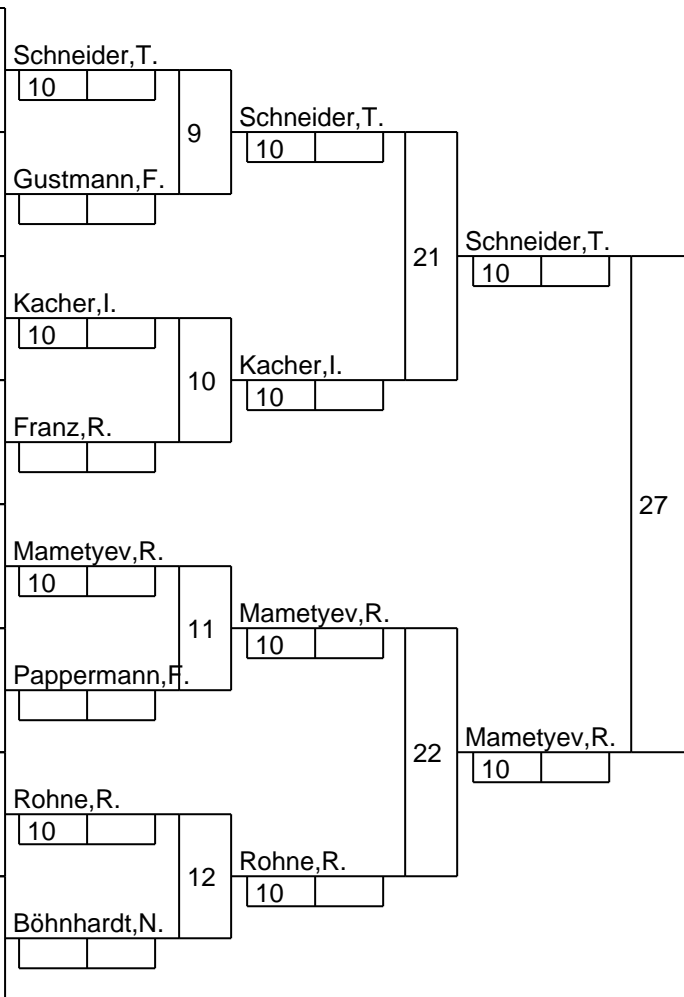 Schneider,T.
10
9
Schneider,T.
10
Gustmann,F.
21
Schneider,T.
10
Kacher,I.
10
10
Kacher,I.
10
Franz,R.
27
Mametyev,R.
10
11
Mametyev,R.
10
Pappermann,F.
22
Mametyev,R.
10
Rohne,R.
10
12
Rohne,R.
10
Böhnhardt,N.